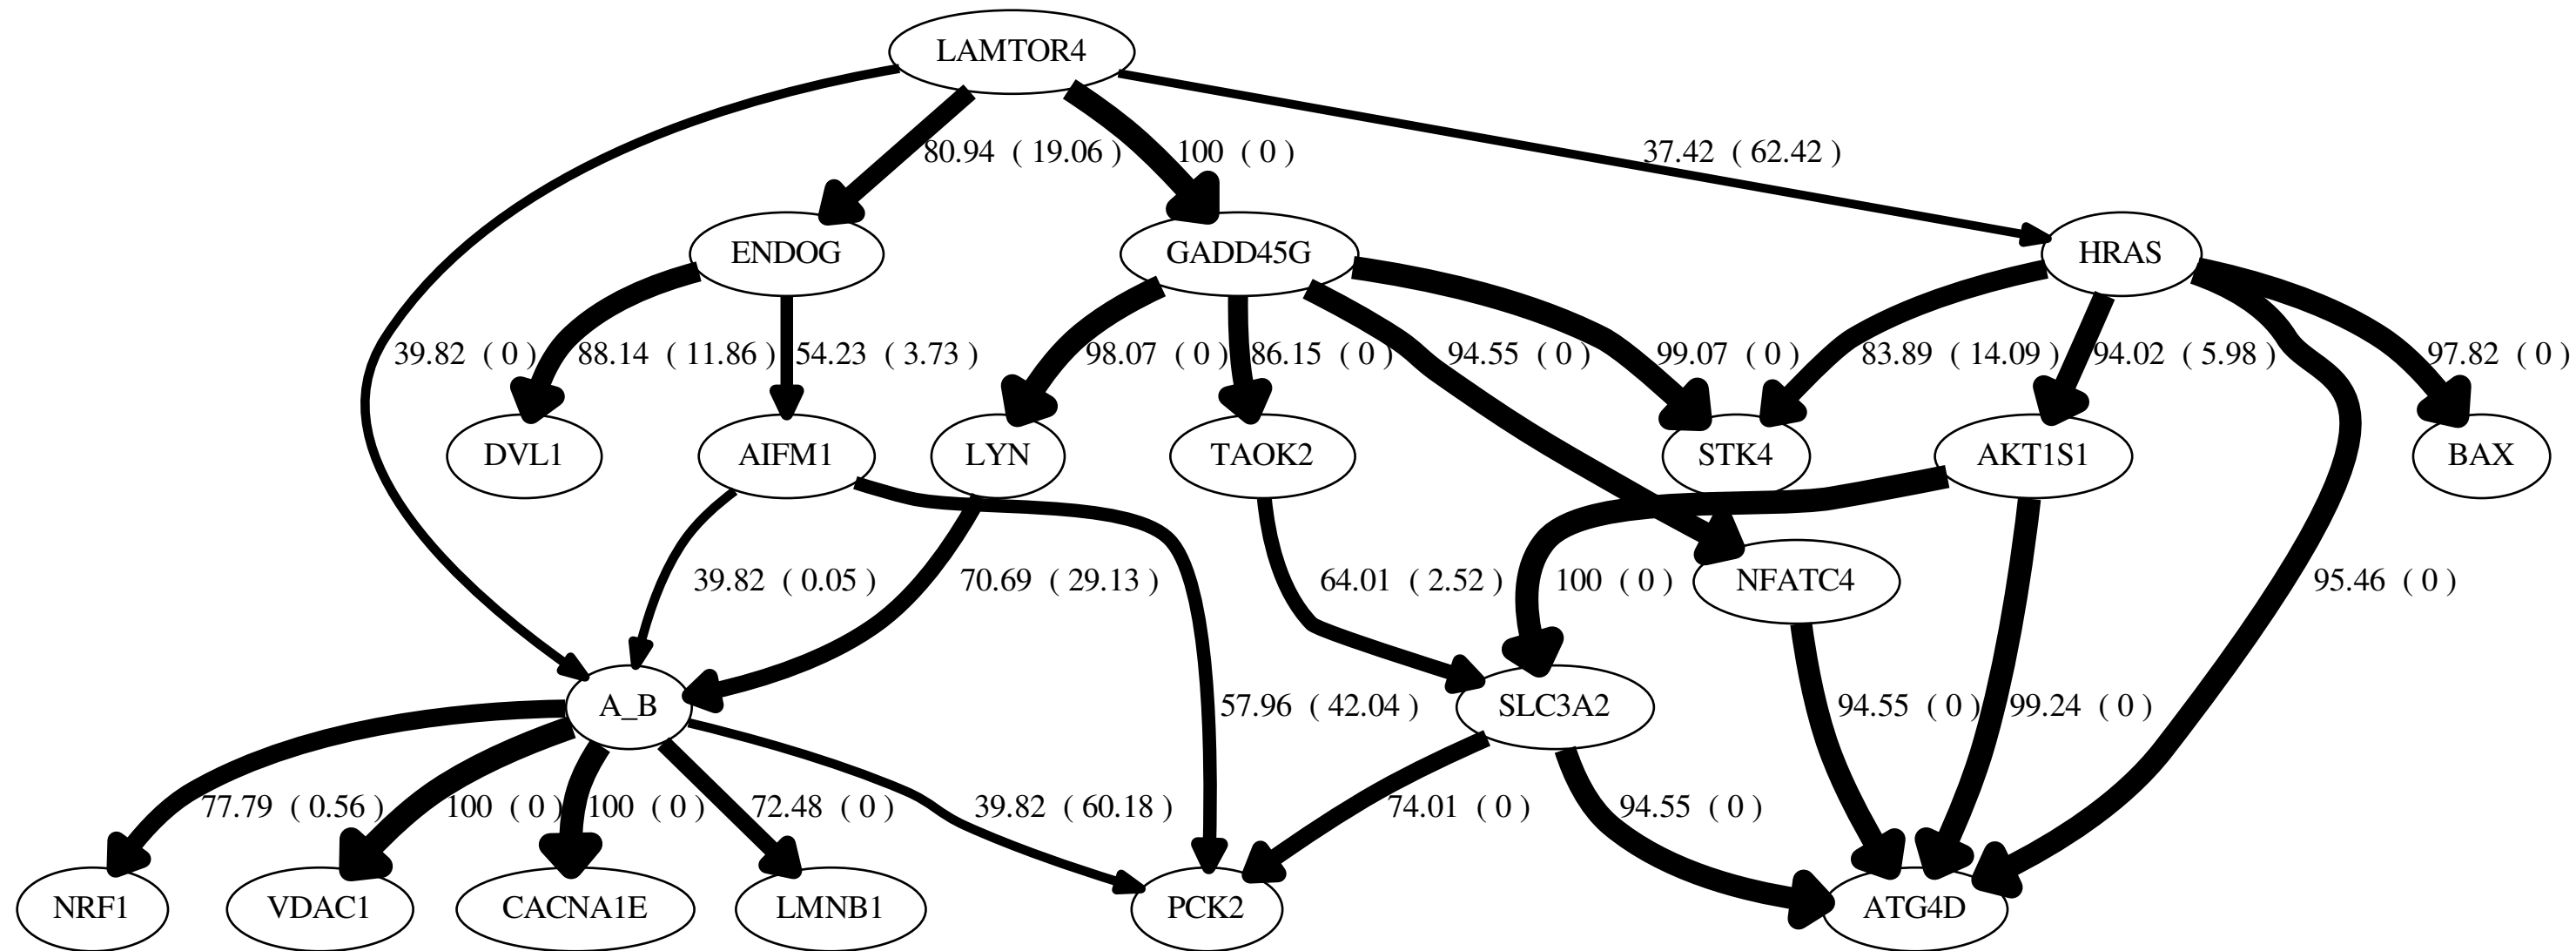 LAMTOR4
80.94 ( 19.06 )
100 ( 0 )
37.42 ( 62.42 )
ENDOG
GADD45G
HRAS
39.82 ( 0 )
88.14 ( 11.86 )
54.23 ( 3.73 )
98.07 ( 0 )
86.15 ( 0 )
94.55 ( 0 )
99.07 ( 0 )
83.89 ( 14.09 )
94.02 ( 5.98 )
97.82 ( 0 )
DVL1
AIFM1
LYN
TAOK2
STK4
AKT1S1
BAX
39.82 ( 0.05 )
70.69 ( 29.13 )
64.01 ( 2.52 )
100 ( 0 )
NFATC4
95.46 ( 0 )
A_B
57.96 ( 42.04 )
SLC3A2
94.55 ( 0 )
99.24 ( 0 )
77.79 ( 0.56 )
100 ( 0 )
100 ( 0 )
72.48 ( 0 )
39.82 ( 60.18 )
74.01 ( 0 )
94.55 ( 0 )
NRF1
VDAC1
CACNA1E
LMNB1
PCK2
ATG4D